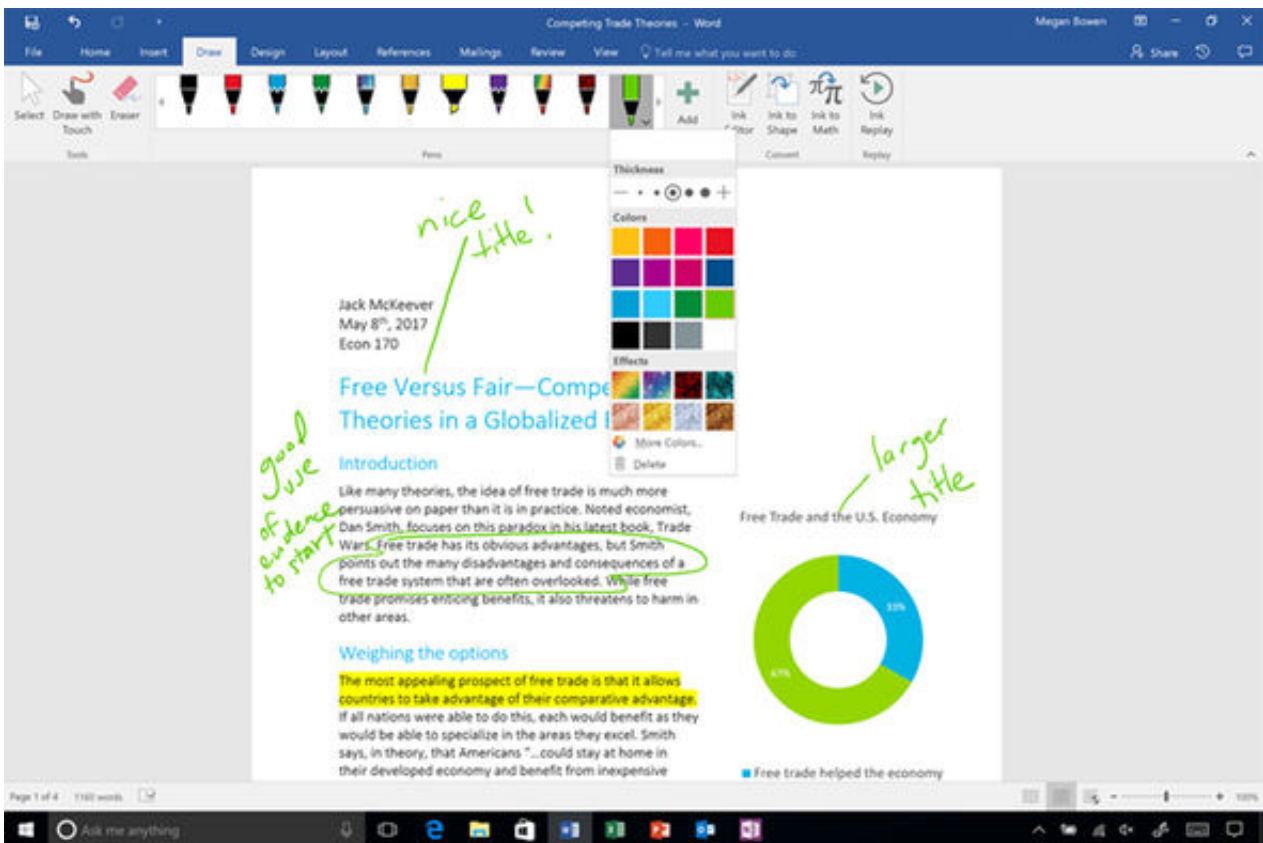 Competing Trade Theories - Word
Megan Bowen
File Home Insert Draw Design Layout References Mailings Review View Tell me what you want to do
Share
Select
Draw with Touch
Eraser
Add
Ink Editor
Ink to Shape
Ink to Math
Ink Replay
Tools
Pens
Convert
Replay
Thickness
Colors
Effects
More Colors...
Delete
nice
title!
Jack McKeever
May 8th, 2017
Econ 170
Free Versus Fair—Compe
Theories in a Globalized
good
use
of
evidence
to start
Introduction
Like many theories, the idea of free trade is much more
persuasive on paper than it is in practice. Noted economist,
Dan Smith, focuses on this paradox in his latest book, Trade
Wars. Free trade has its obvious advantages, but Smith
points out the many disadvantages and consequences of a
free trade system that are often overlooked. While free
trade promises enticing benefits, it also threatens to harm in
other areas.
Weighing the options
The most appealing prospect of free trade is that it allows
countries to take advantage of their comparative advantage.
If all nations were able to do this, each would benefit as they
would be able to specialize in the areas they excel. Smith
says, in theory, that Americans "...could stay at home in
their developed economy and benefit from inexpensive
larger
title
Free Trade and the U.S. Economy
33%
67%
Free trade helped the economy
Page 1 of 4 1160 words
100%
Ask me anything